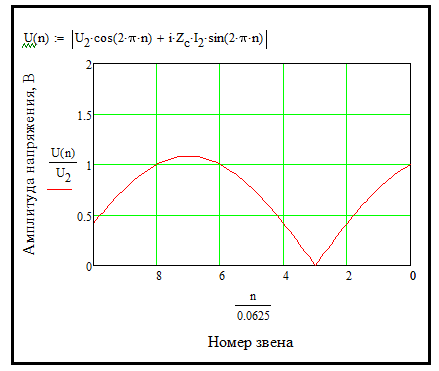 U(n) := |U₂·cos(2·π·n) + i·Z_c·I₂·sin(2·π·n)|
Амплитуда напряжения, В
U(n)
U₂
2
1.5
1
0.5
0
8 6 4 2 0
n
0.0625
Номер звена